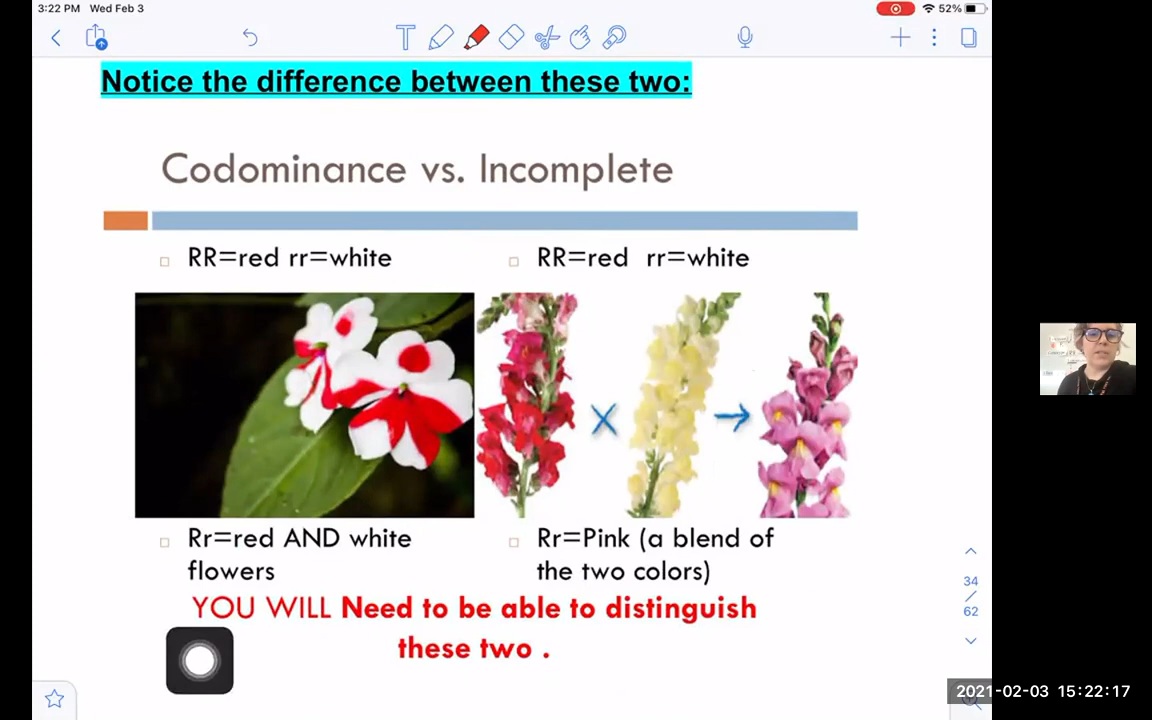 3:22 PM Wed Feb 3
52%
Notice the difference between these two:
Codominance vs. Incomplete
RR=red rr=white
RR=red rr=white
X
Rr=red AND white
flowers
Rr=Pink (a blend of
the two colors)
YOU WILL Need to be able to distinguish
these two .
34
/
62
2021-02-03 15:22:17